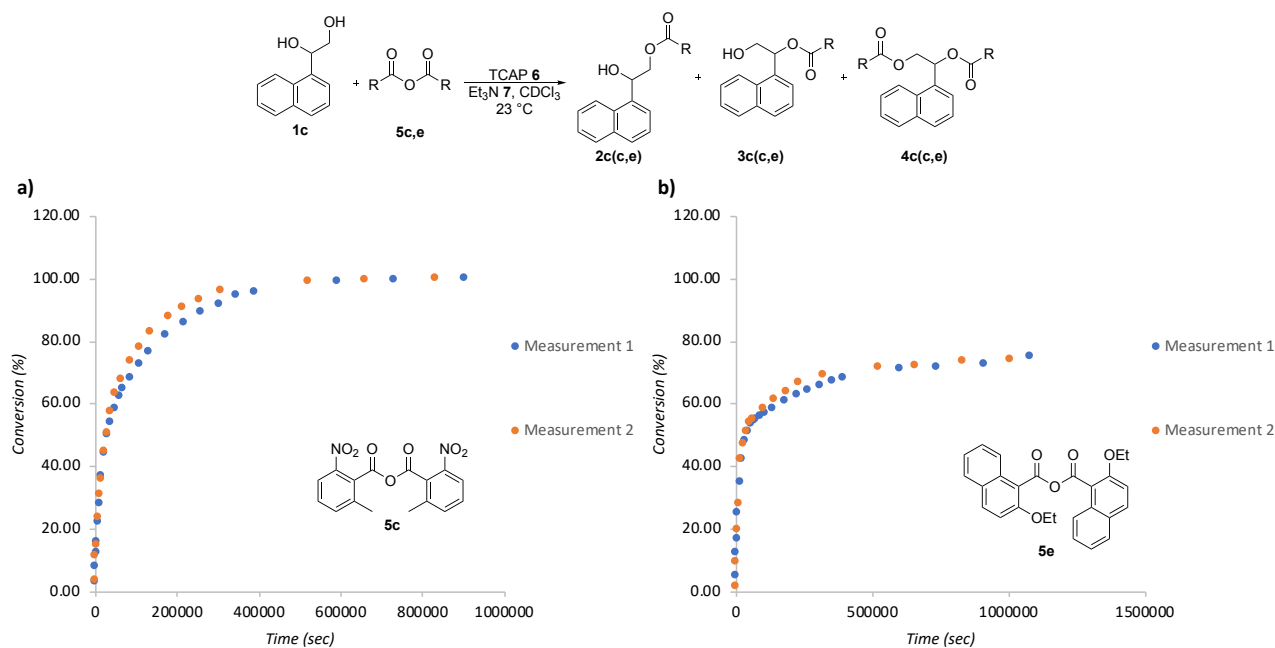 OH
HO
1c
+
O O
R O R
5c,e
TCAP 6
Et₃N 7, CDCl₃
23 °C
O
O R
HO
2c(c,e)
+
HO O R
O
3c(c,e)
+
O
R O O R
O
4c(c,e)
a)
120.00
100.00
80.00
60.00
40.00
20.00
0.00
Conversion (%)
0 200000 400000 600000 800000 1000000
Time (sec)
Measurement 1
Measurement 2
NO₂ O O NO₂
O
Me Me
5c
b)
120.00
100.00
80.00
60.00
40.00
20.00
0.00
Conversion (%)
0 500000 1000000 1500000
Time (sec)
Measurement 1
Measurement 2
O O OEt
O
OEt
5e